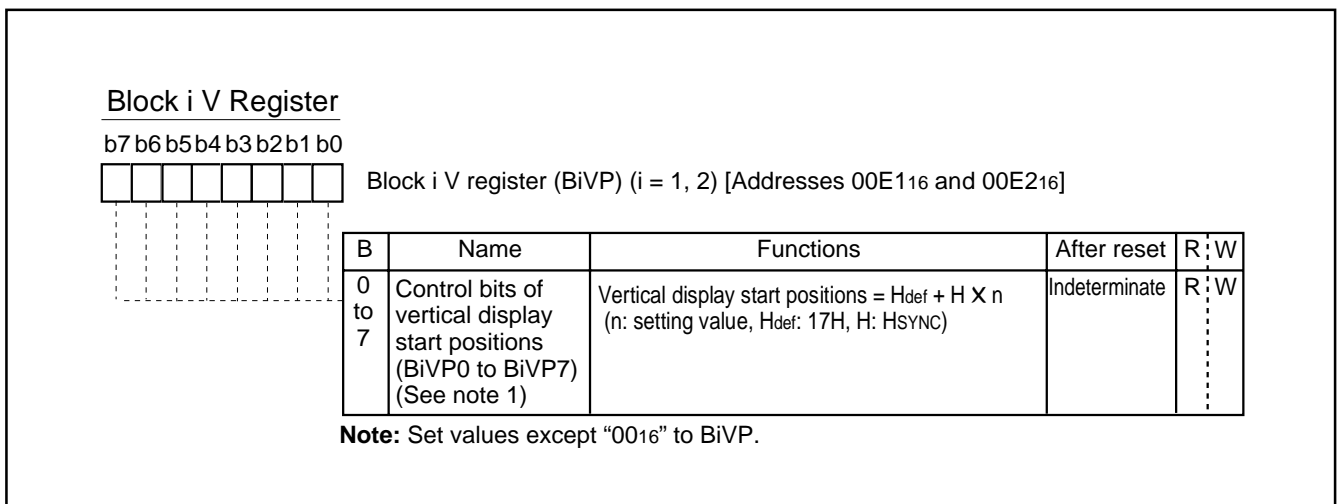 Block i V Register
b7 b6 b5 b4 b3 b2 b1 b0
Block i V register (BiVP) (i = 1, 2) [Addresses 00E116 and 00E216]
B Name Functions After reset R W
0 to 7 Control bits of vertical display start positions (BiVP0 to BiVP7) (See note 1) Vertical display start positions = Hdef + H X n (n: setting value, Hdef: 17H, H: HSYNC) Indeterminate R W
Note: Set values except “0016” to BiVP.